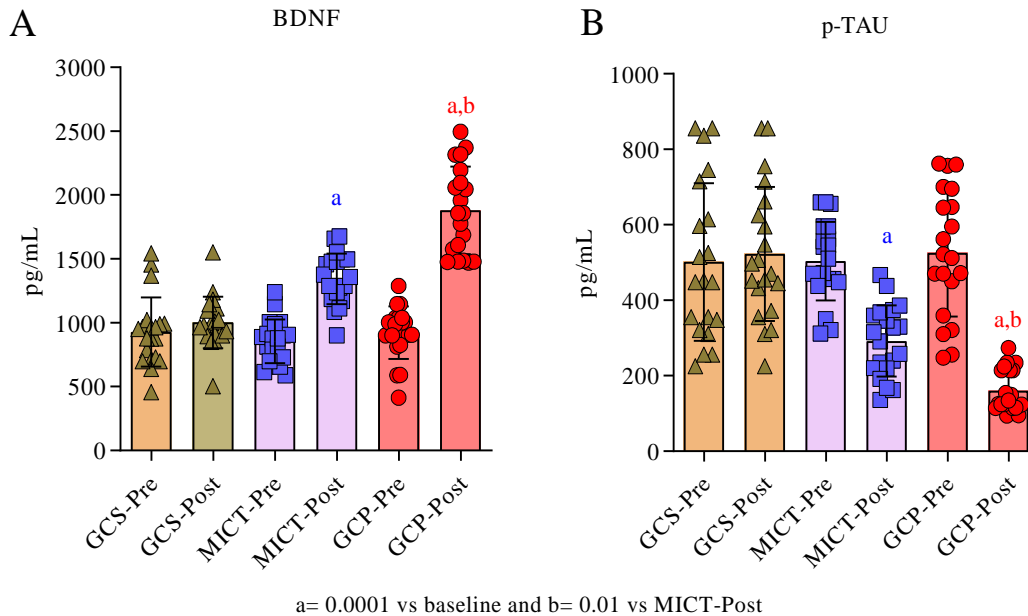 A
BDNF
pg/mL
3000
2500
2000
1500
1000
500
0
a
a,b
GCS-Pre
GCS-Post
MICT-Pre
MICT-Post
GCP-Pre
GCP-Post
B
p-TAU
pg/mL
1000
800
600
400
200
0
a
a,b
GCS-Pre
GCS-Post
MICT-Pre
MICT-Post
GCP-Pre
GCP-Post
a= 0.0001 vs baseline and b= 0.01 vs MICT-Post